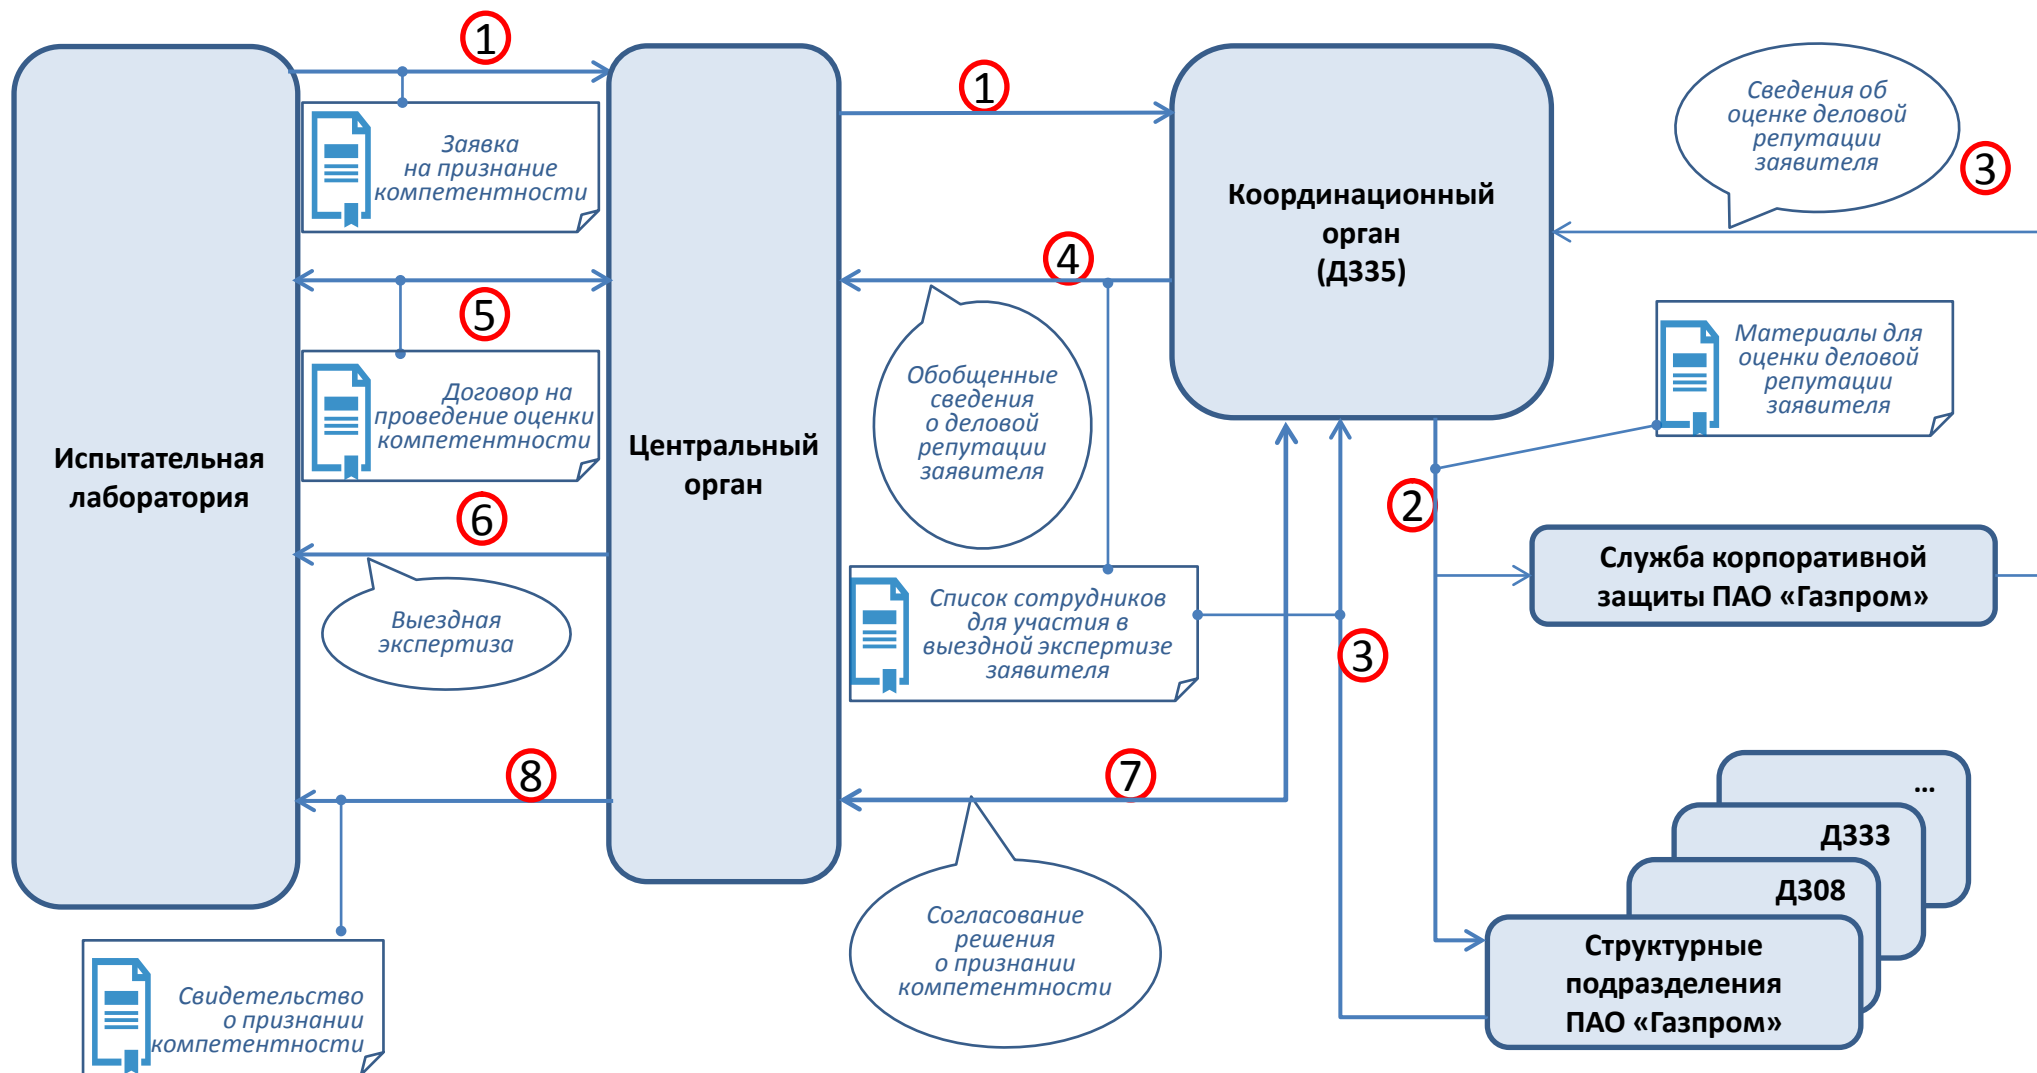 1
Заявка
на признание
компетентности
5
Договор на
проведение оценки
компетентности
Испытательная
лаборатория
6
Выездная
экспертиза
8
Свидетельство
о признании
компетентности
Центральный
орган
1
4
Обобщенные
сведения
о деловой
репутации
заявителя
Список сотрудников
для участия в
выездной экспертизе
заявителя
7
Согласование
решения
о признании
компетентности
Координационный
орган
(Д335)
Сведения об
оценке деловой
репутации
заявителя
3
Материалы для
оценки деловой
репутации
заявителя
2
3
Служба корпоративной
защиты ПАО «Газпром»
...
Д333
Д308
Структурные
подразделения
ПАО «Газпром»